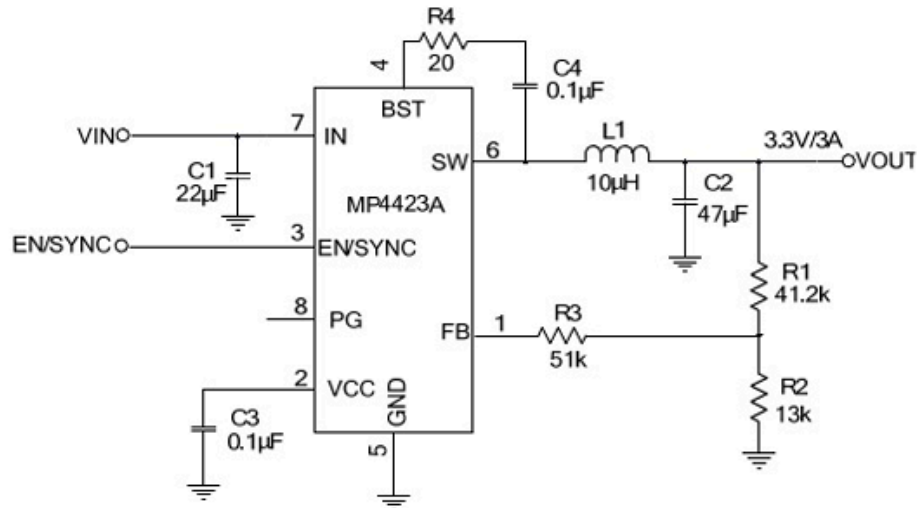 R4
20
4
C4
0.1µF
BST
VIN
7
IN
L1
3.3V/3A
SW
6
VOUT
C1
22µF
10µH
C2
47µF
MP4423A
EN/SYNC
3
EN/SYNC
R1
41.2k
8
PG
R3
FB
1
51k
2
VCC
R2
13k
GND
C3
0.1µF
5